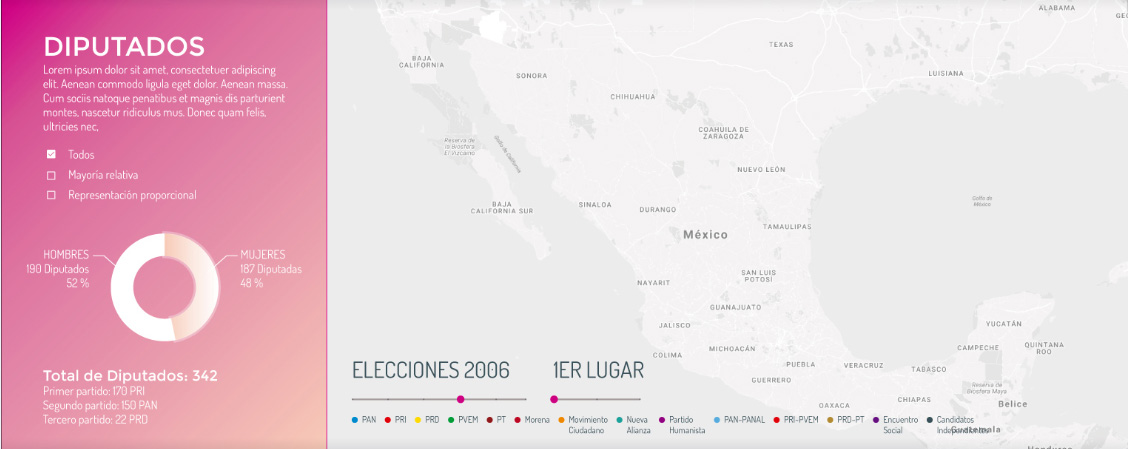 DIPUTADOS
Lorem ipsum dolor sit amet, consectetuer adipiscing
elit. Aenean commodo ligula eget dolor. Aenean massa.
Cum sociis natoque penatibus et magnis dis parturient
montes, nascetur ridiculus mus. Donec quam felis,
ultricies nec,
Todos
Mayoría relativa
Representación proporcional
HOMBRES
190 Diputados
52 %
MUJERES
187 Diputadas
48 %
Total de Diputados: 342
Primer partido: 170 PRI
Segundo partido: 150 PAN
Tercero partido: 22 PRD
ALABAMA
TEXAS
LUISIANA
BAJA
CALIFORNIA
SONORA
CHIHUAHUA
COAHUILA DE
ZARAGOZA
Reserva de
la Biosfera
El Vizcaíno
Golfo de California
NUEVO LEÓN
BAJA
CALIFORNIA SUR
SINALOA
DURANGO
TAMAULIPAS
México
Golfo de
México
SAN LUIS
POTOSÍ
NAYARIT
GUANAJUATO
JALISCO
MICHOACÁN
COLIMA
PUEBLA
VERACRUZ
TABASCO
GUERRERO
OAXACA
CHIAPAS
YUCATÁN
CAMPECHE
QUINTANA
ROO
Reserva de
Biosfera Maya
Belice
Guatemala
Honduras
ELECCIONES 2006
1ER LUGAR
PAN
PRI
PRD
PVEM
PT
Morena
Movimiento
Ciudadano
Nueva
Alianza
Partido
Humanista
PAN-PANAL
PRI-PVEM
PRD-PT
Encuentro
Social
Candidatos
Independientes